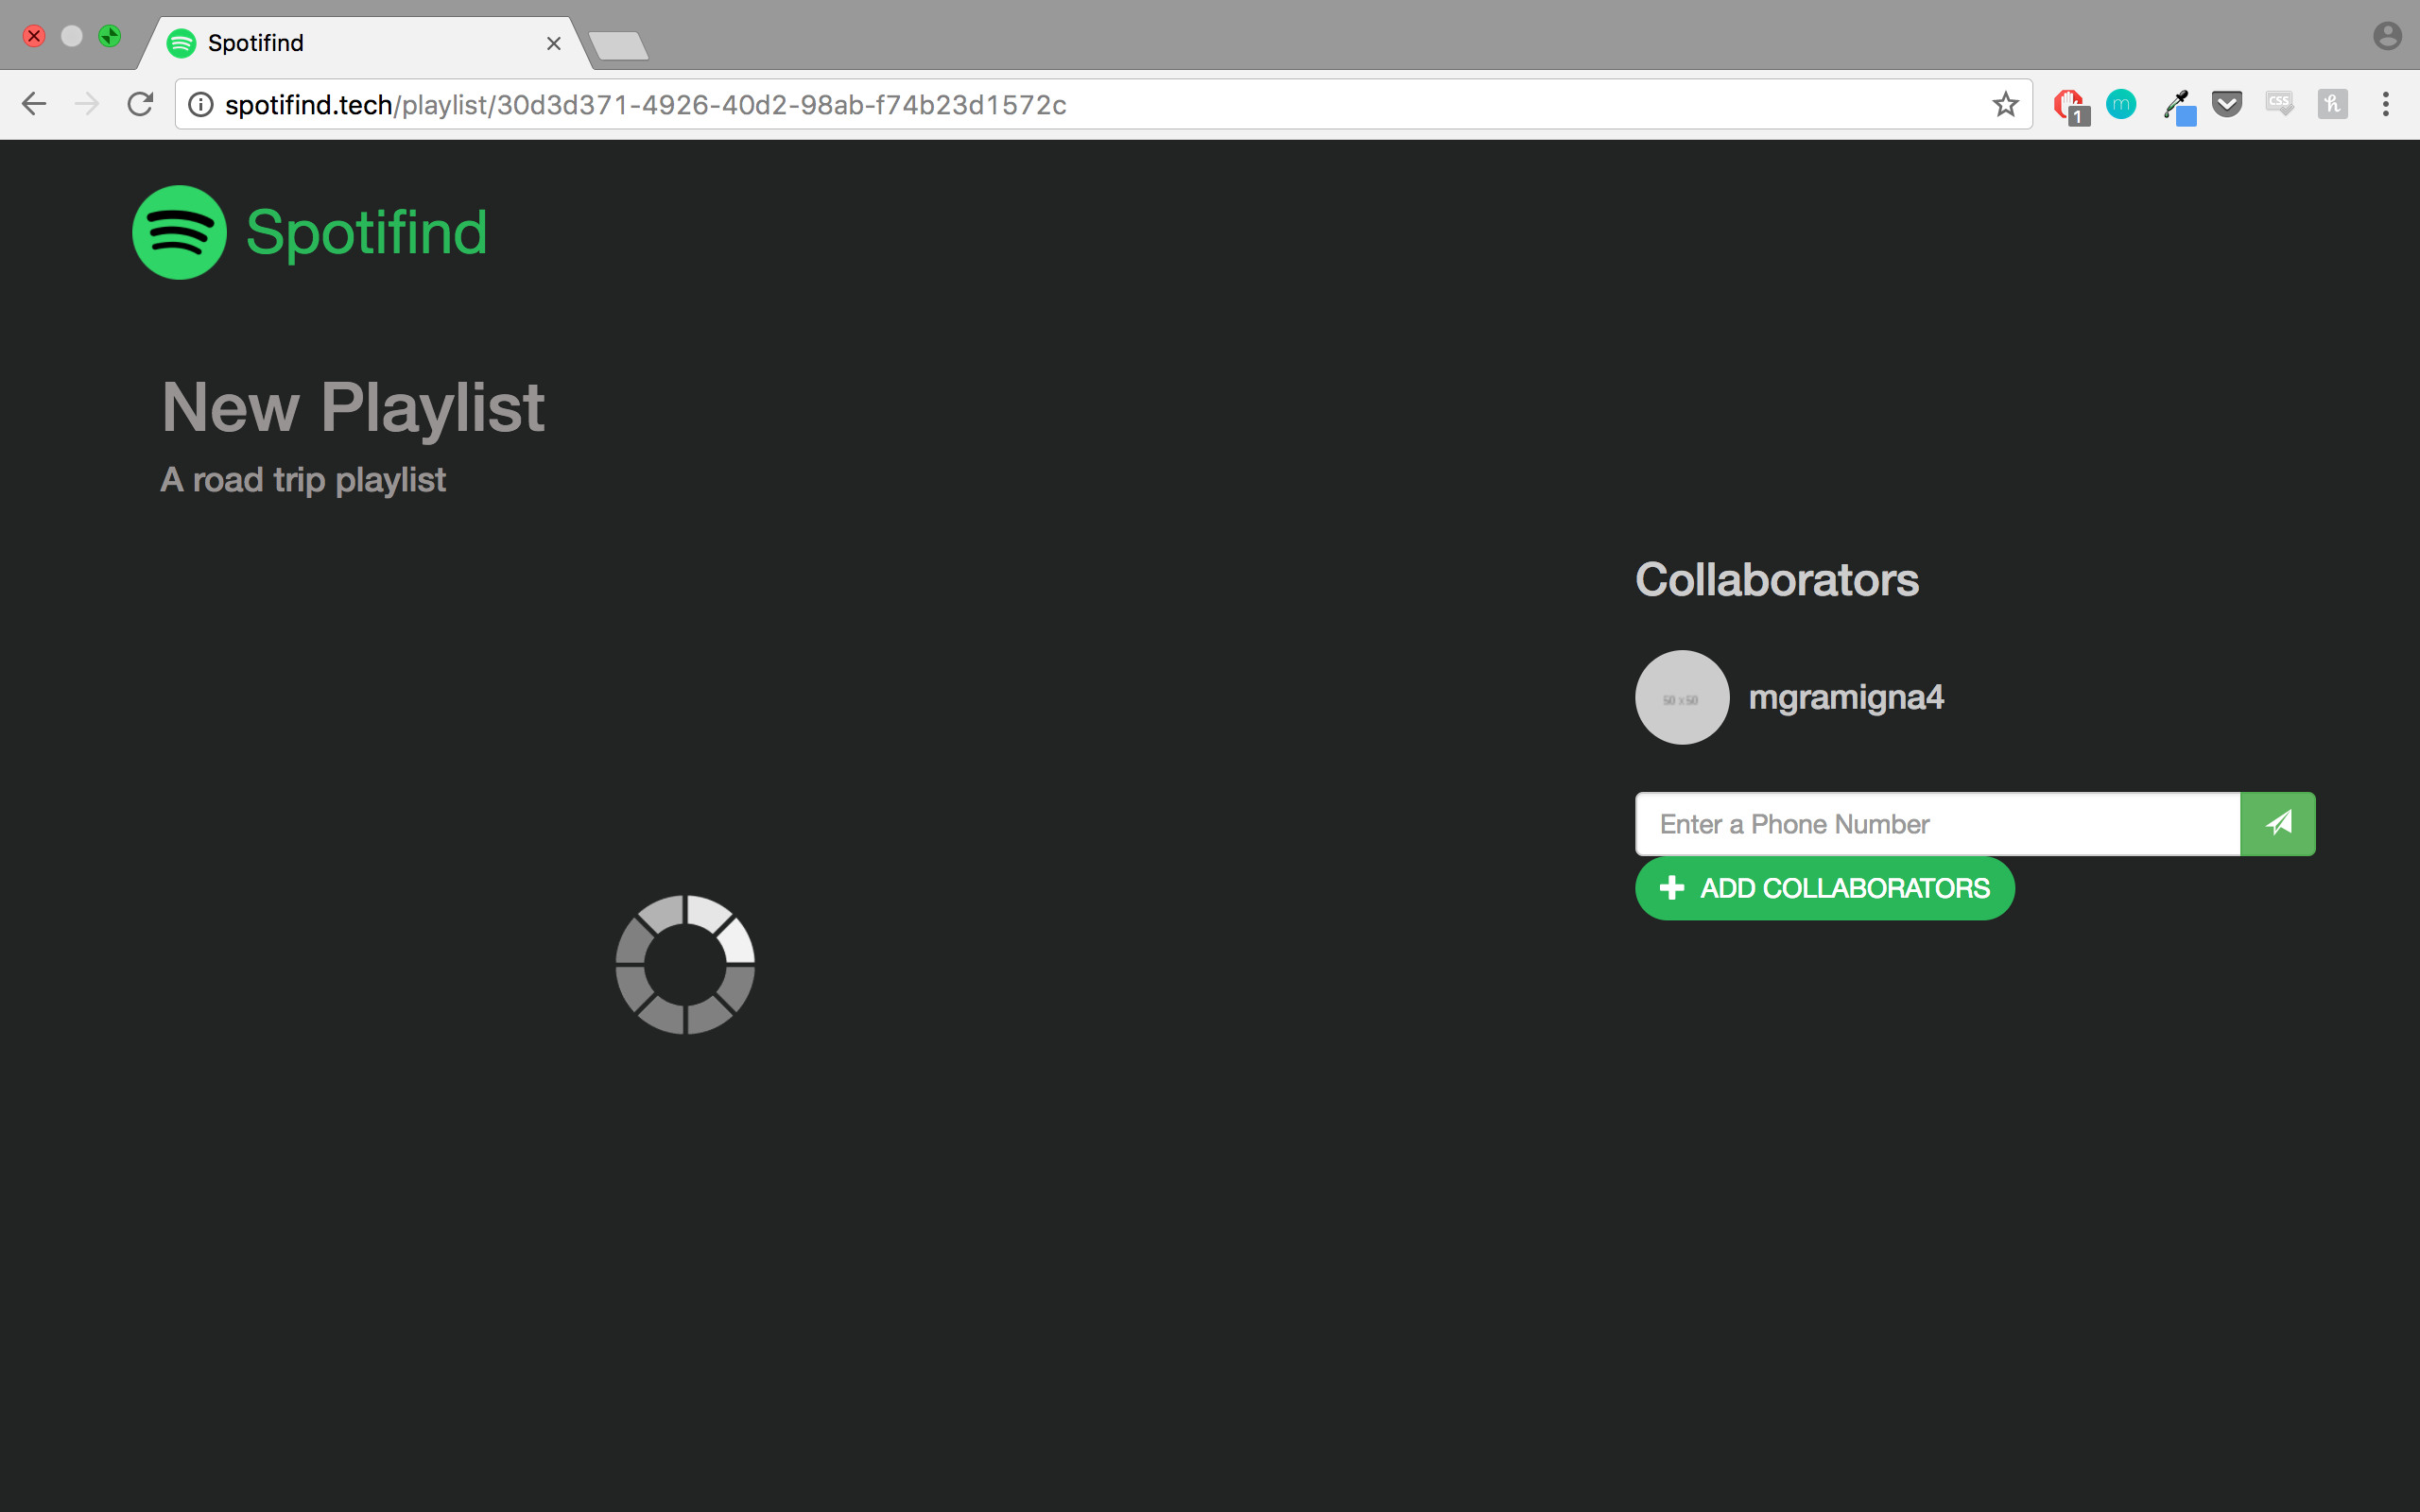 Spotifind
spotifind.tech/playlist/30d3d371-4926-40d2-98ab-f74b23d1572c
1
m
CSS
h
Spotifind
New Playlist
A road trip playlist
Collaborators
50 x 50
mgramigna4
Enter a Phone Number
ADD COLLABORATORS